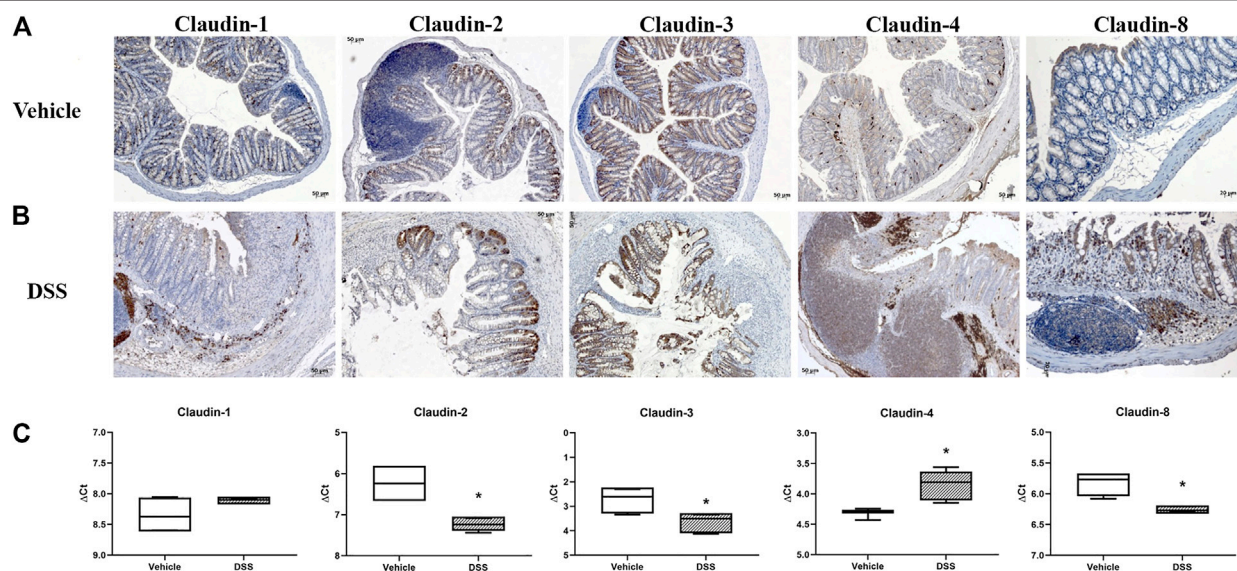 A
Claudin-1 Claudin-2 Claudin-3 Claudin-4 Claudin-8
Vehicle
50 µm
50 µm
50 µm
50 µm
B
DSS
50 µm
50 µm
50 µm
50 µm
C
Claudin-1 Claudin-2 Claudin-3 Claudin-4 Claudin-8
ΔCt
7.0
7.5
8.0
8.5
9.0
Vehicle DSS
ΔCt
5
6
7
8
*
Vehicle DSS
ΔCt
0
1
2
3
4
5
*
Vehicle DSS
ΔCt
3.0
3.5
4.0
4.5
5.0
*
Vehicle DSS
ΔCt
5.0
5.5
6.0
6.5
7.0
*
Vehicle DSS